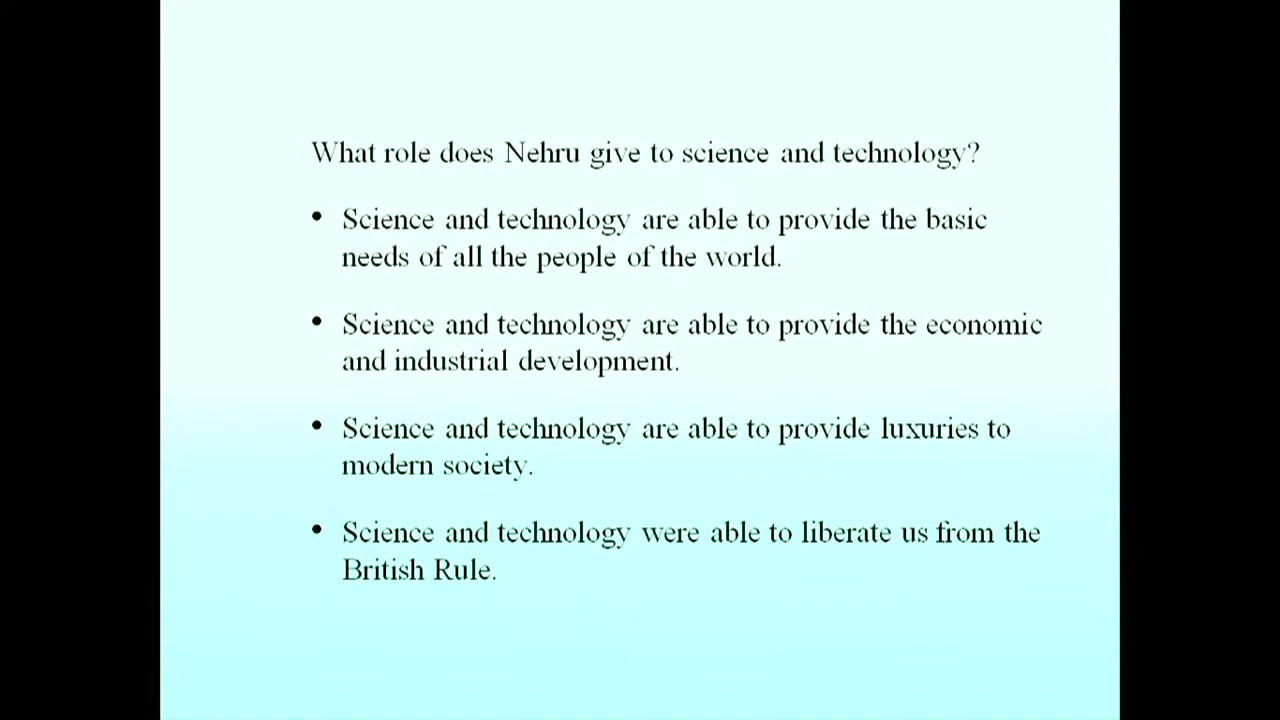 What role does Nehru give to science and technology?
• Science and technology are able to provide the basic
needs of all the people of the world.
• Science and technology are able to provide the economic
and industrial development.
• Science and technology are able to provide luxuries to
modern society.
• Science and technology were able to liberate us from the
British Rule.